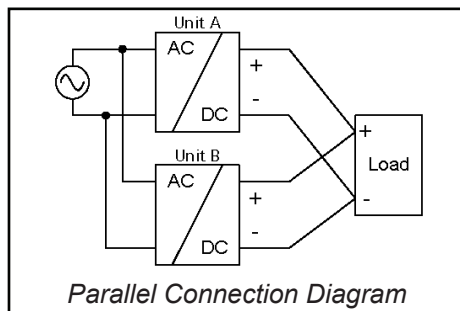 Unit A
AC
+
-
DC
+
Load
-
Unit B
AC
+
-
DC
Parallel Connection Diagram